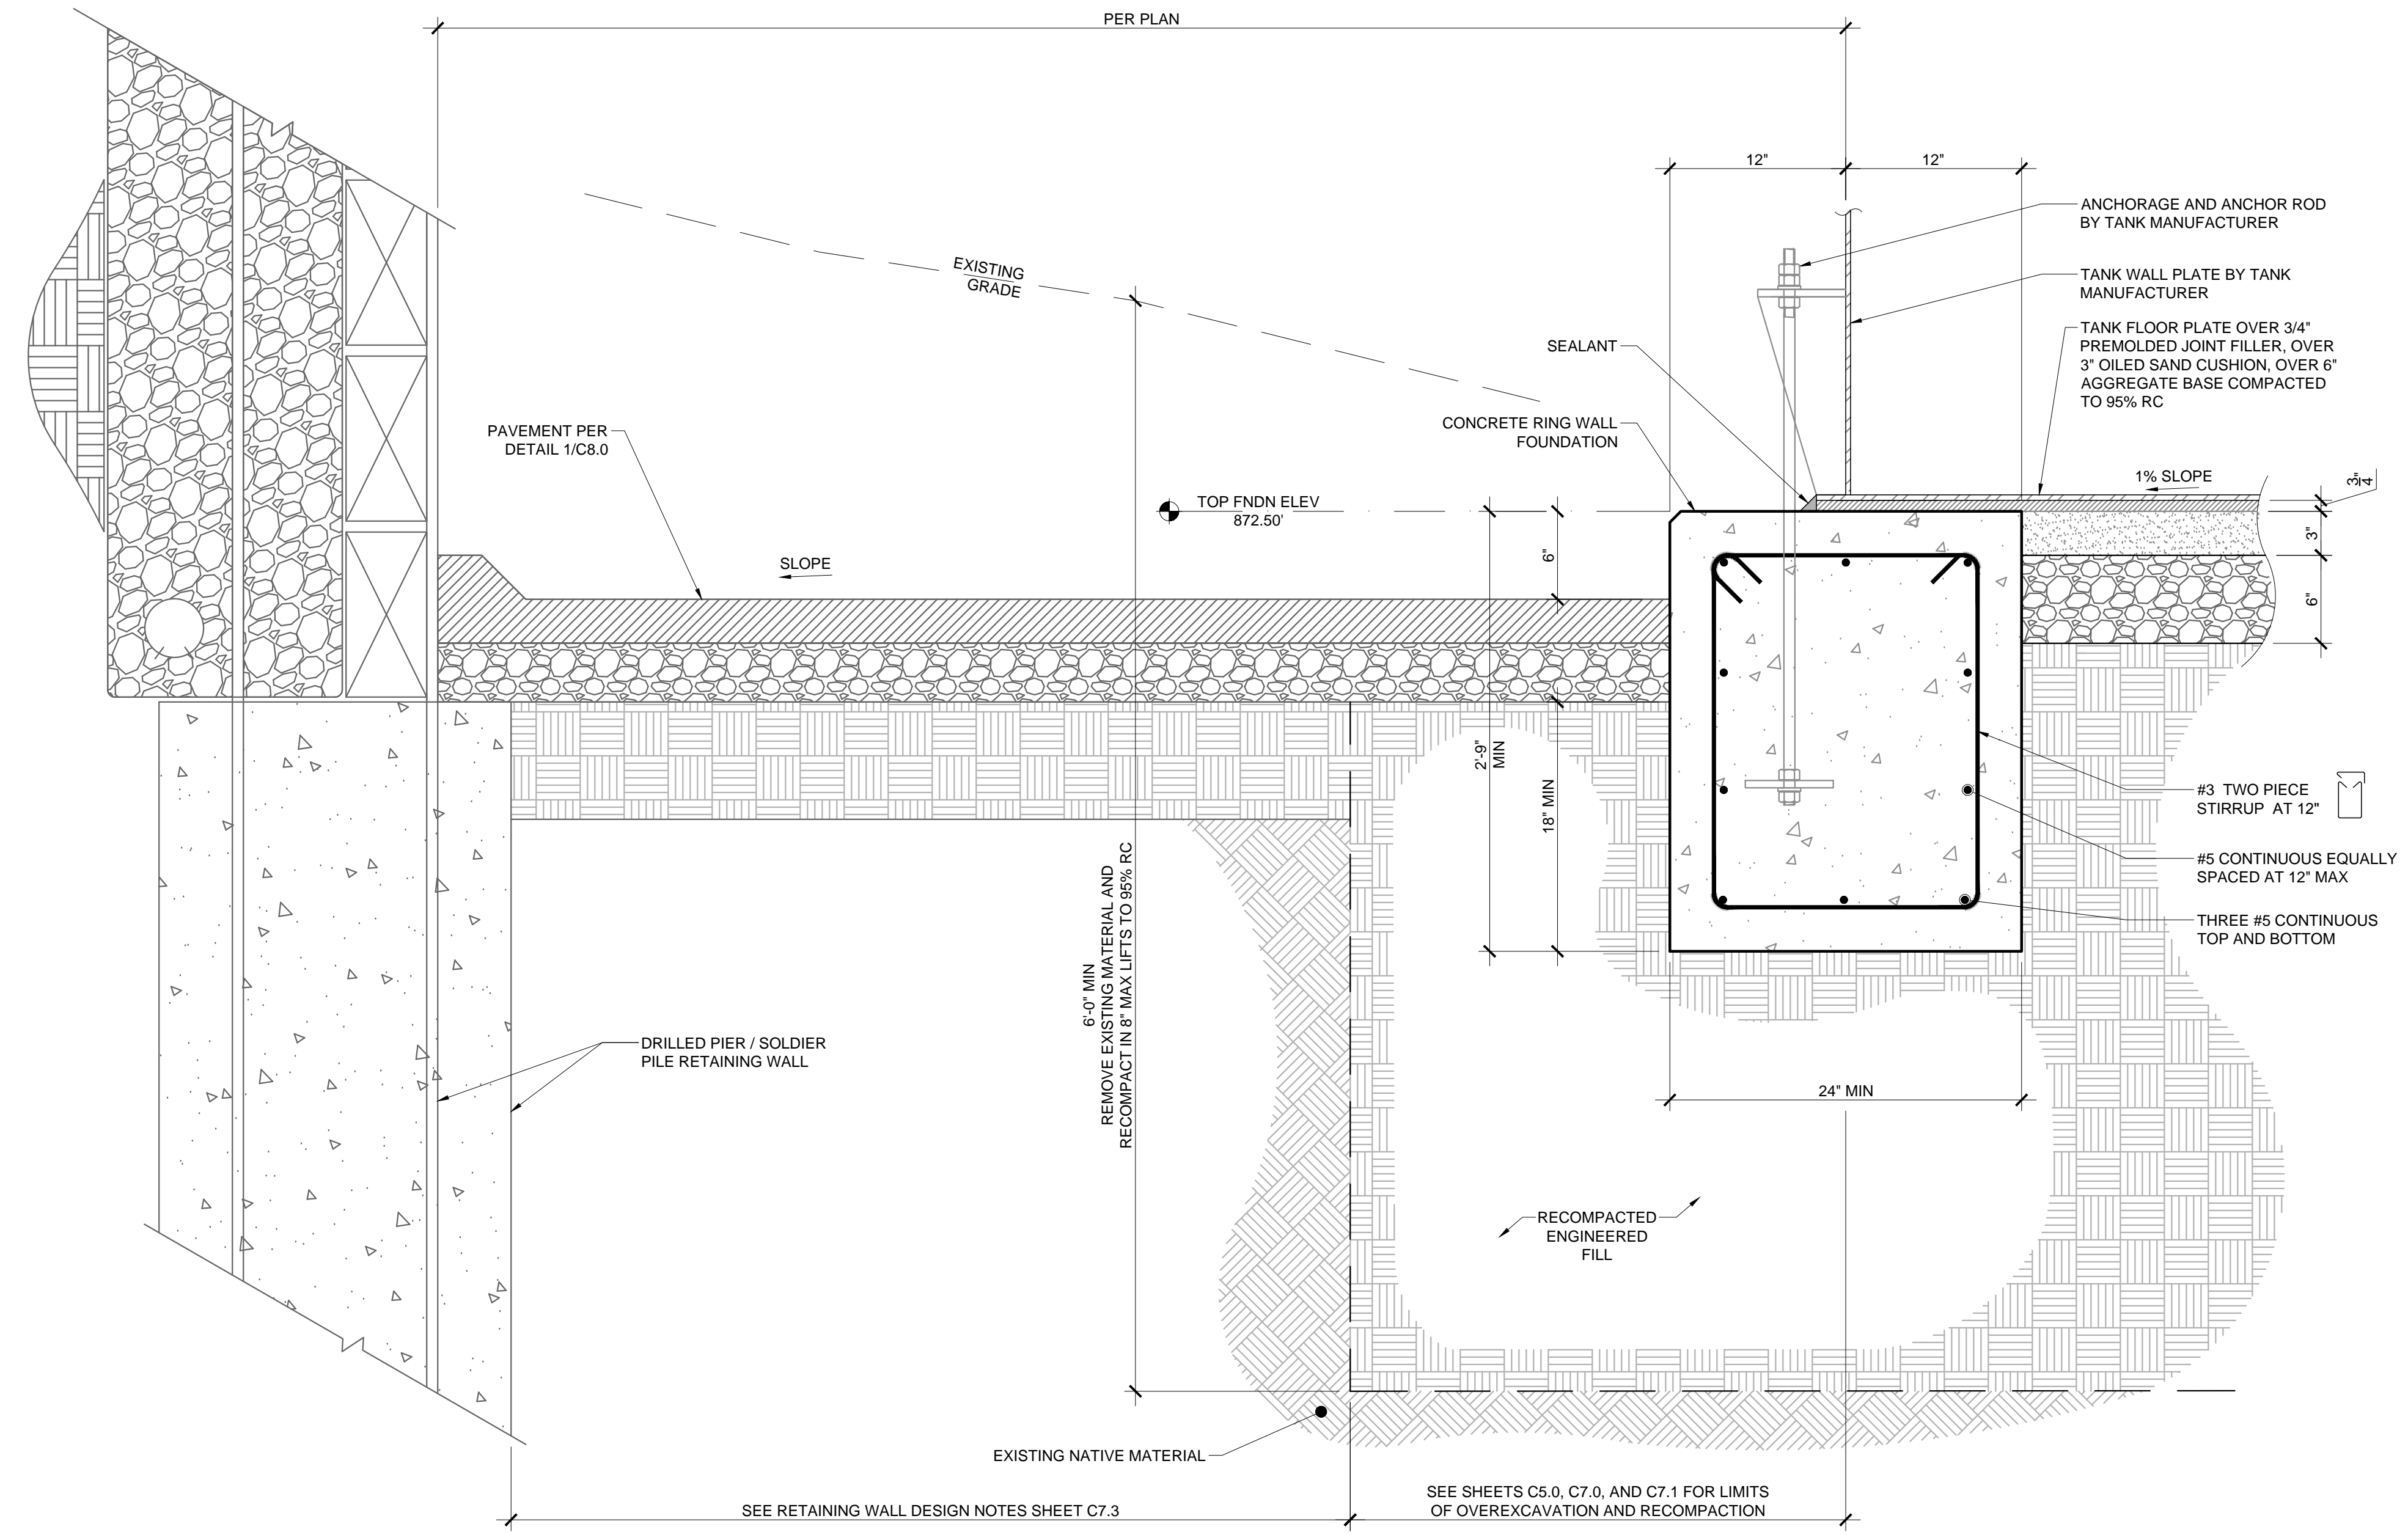 PER PLAN
12"
12"
ANCHORAGE AND ANCHOR ROD
BY TANK MANUFACTURER
EXISTING
GRADE
TANK WALL PLATE BY TANK
MANUFACTURER
TANK FLOOR PLATE OVER 3/4"
PREMOLDED JOINT FILLER, OVER
3" OILED SAND CUSHION, OVER 6"
AGGREGATE BASE COMPACTED
TO 95% RC
SEALANT
CONCRETE RING WALL
FOUNDATION
PAVEMENT PER
DETAIL 1/C8.0
1% SLOPE
3/4"
TOP FNDN ELEV
872.50'
3"
6"
SLOPE
6"
2'-9"
MIN
18" MIN
#3 TWO PIECE
STIRRUP AT 12"
#5 CONTINUOUS EQUALLY
SPACED AT 12" MAX
THREE #5 CONTINUOUS
TOP AND BOTTOM
6'-0" MIN
REMOVE EXISTING MATERIAL AND
RECOMPACT IN 8" MAX LIFTS TO 95% RC
DRILLED PIER / SOLDIER
PILE RETAINING WALL
24" MIN
RECOMPACTED
ENGINEERED
FILL
EXISTING NATIVE MATERIAL
SEE RETAINING WALL DESIGN NOTES SHEET C7.3
SEE SHEETS C5.0, C7.0, AND C7.1 FOR LIMITS
OF OVEREXCAVATION AND RECOMPACTION